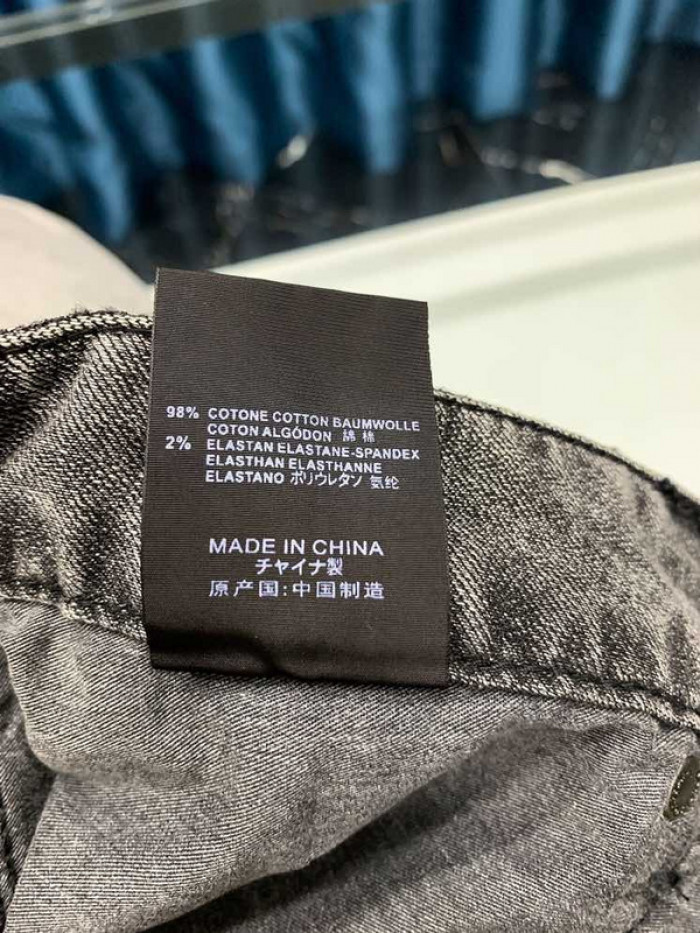 98% COTONE COTTON BAUMWOLLE
COTON ALGÓDON 綿 棉
2% ELASTAN ELASTANE-SPANDEX
ELASTHAN ELASTHANNE
ELASTANO ポリウレタン 氨纶
MADE IN CHINA
チャイナ製
原产国:中国制造